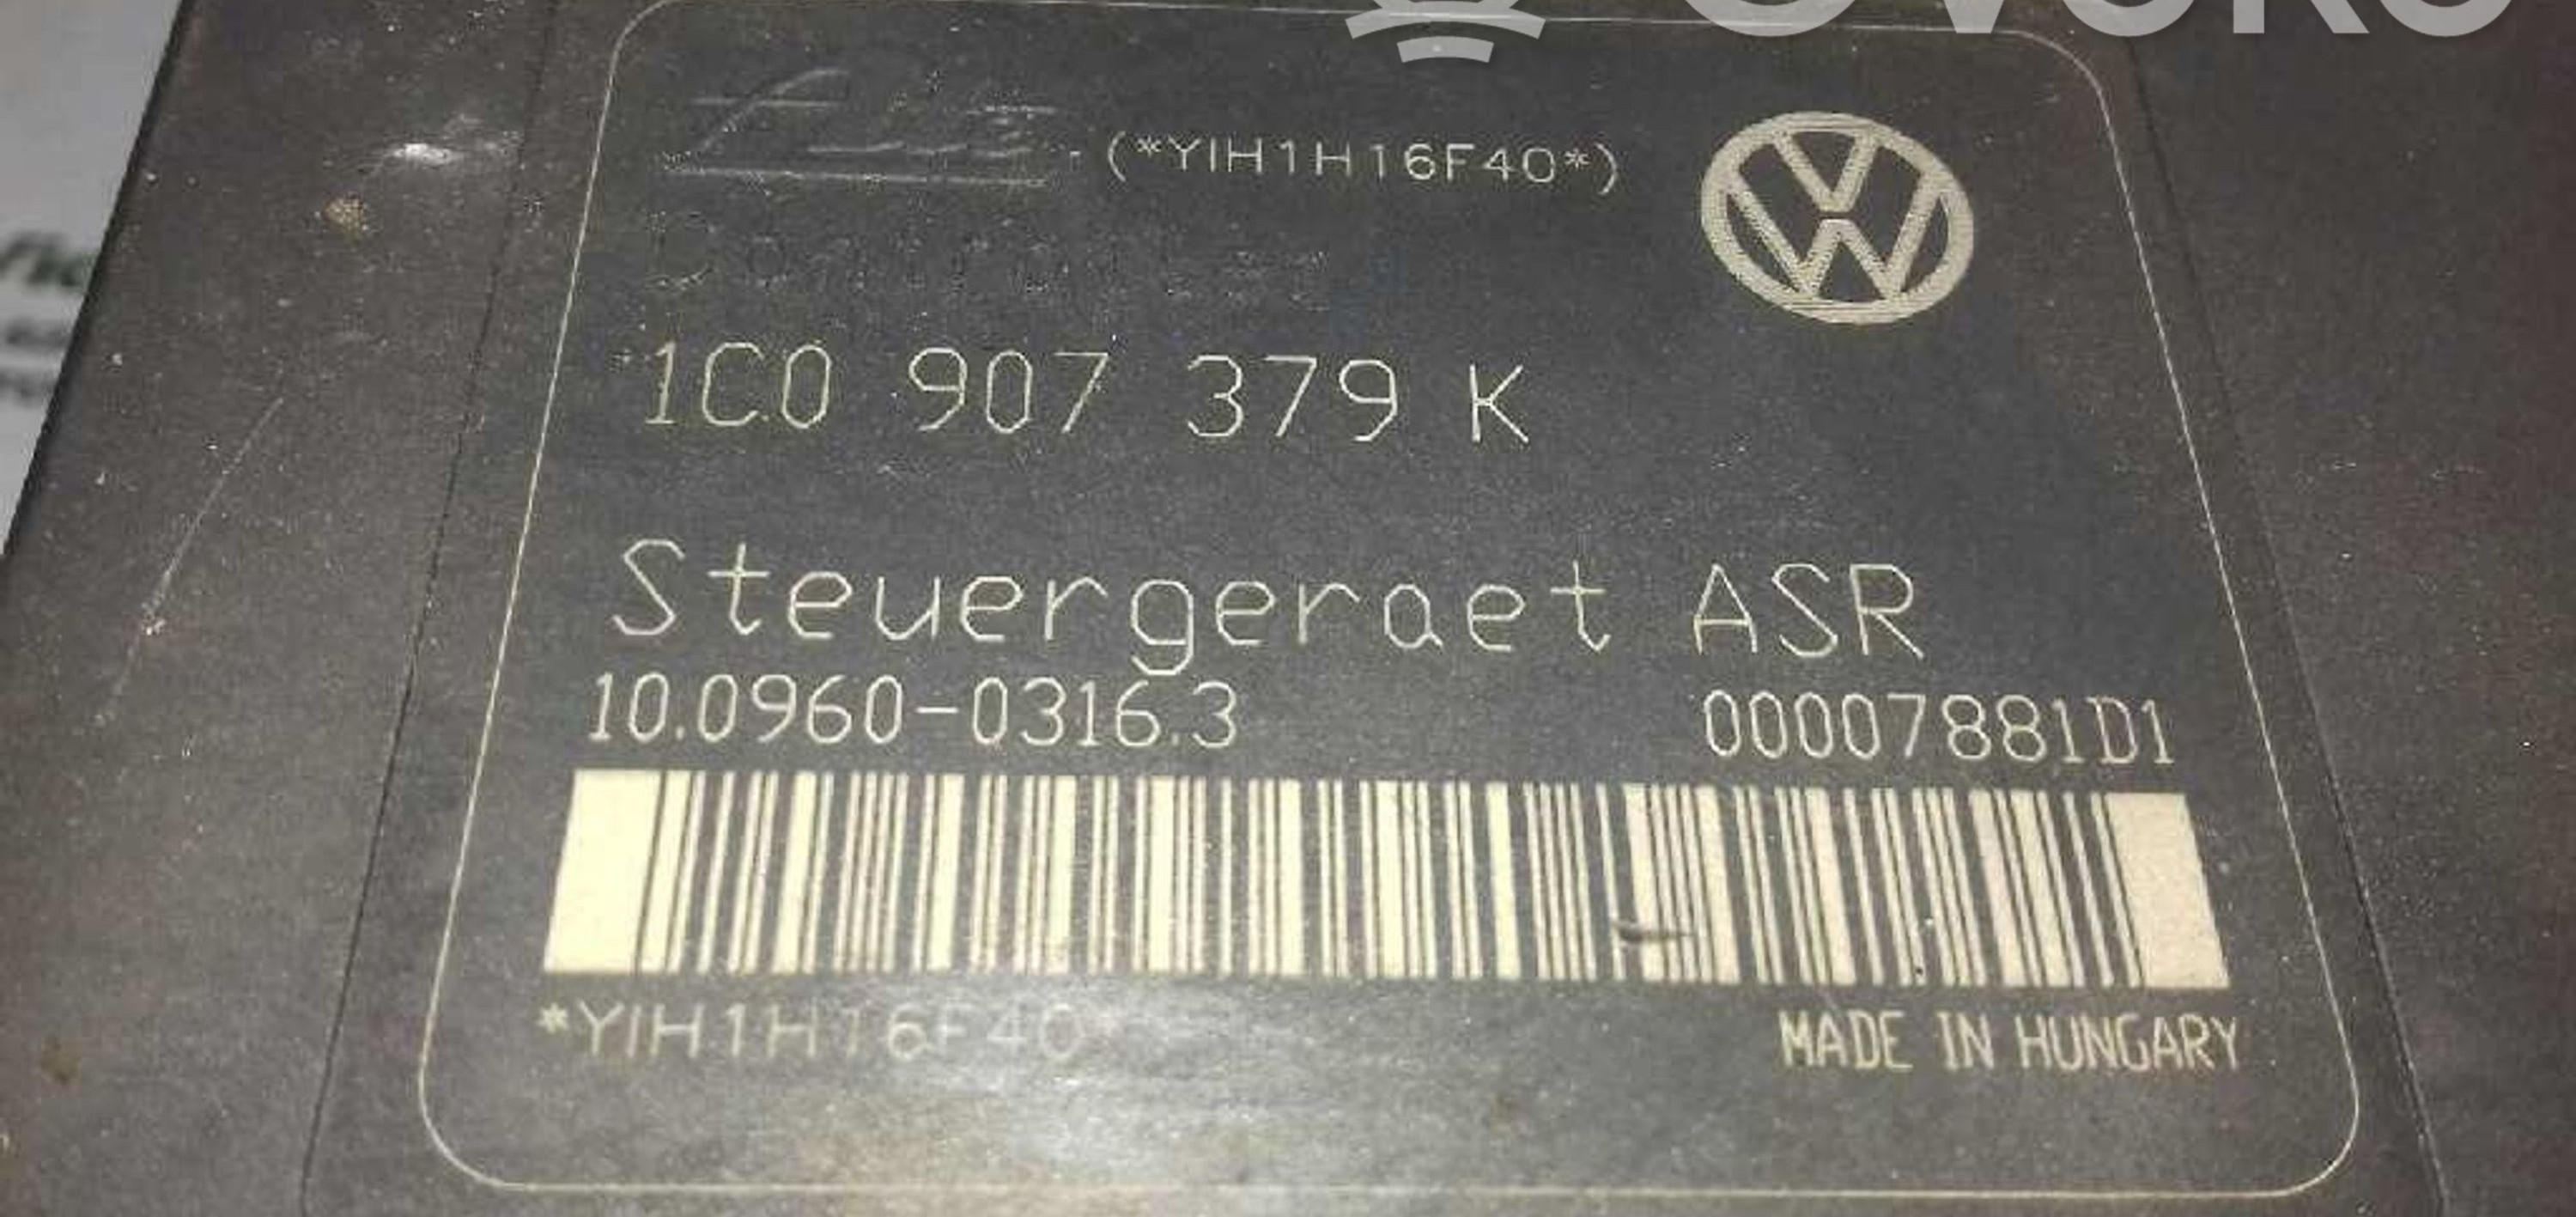 (*YIH1H16F40*)
1C0 907 379 K
Steuergeraet ASR
10.0960-0316.3 00007881D1
*YIH1H16F40
MADE IN HUNGARY